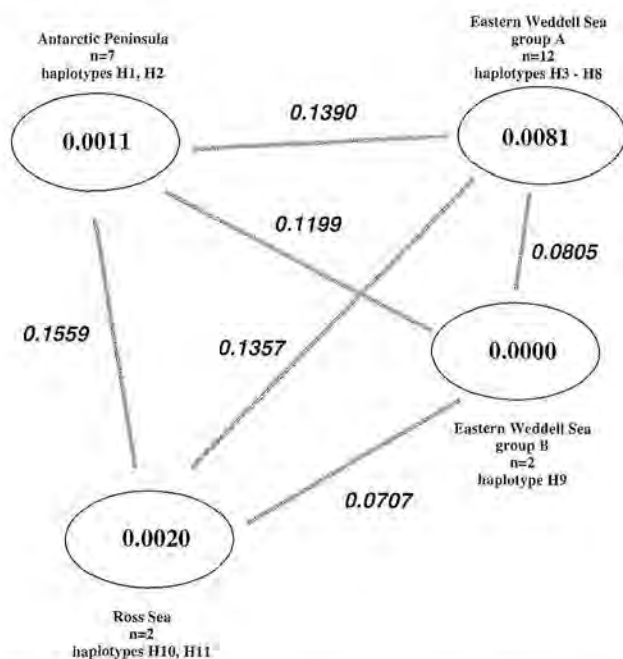 Antarctic Peninsula
n=7
haplotypes H1, H2
0.0011
Eastern Weddell Sea
group A
n=12
haplotypes H3 - H8
0.0081
0.1390
0.1199
0.0805
0.1559
0.1357
0.0000
Eastern Weddell Sea
group B
n=2
haplotype H9
0.0707
0.0020
Ross Sea
n=2
haplotypes H10, H11